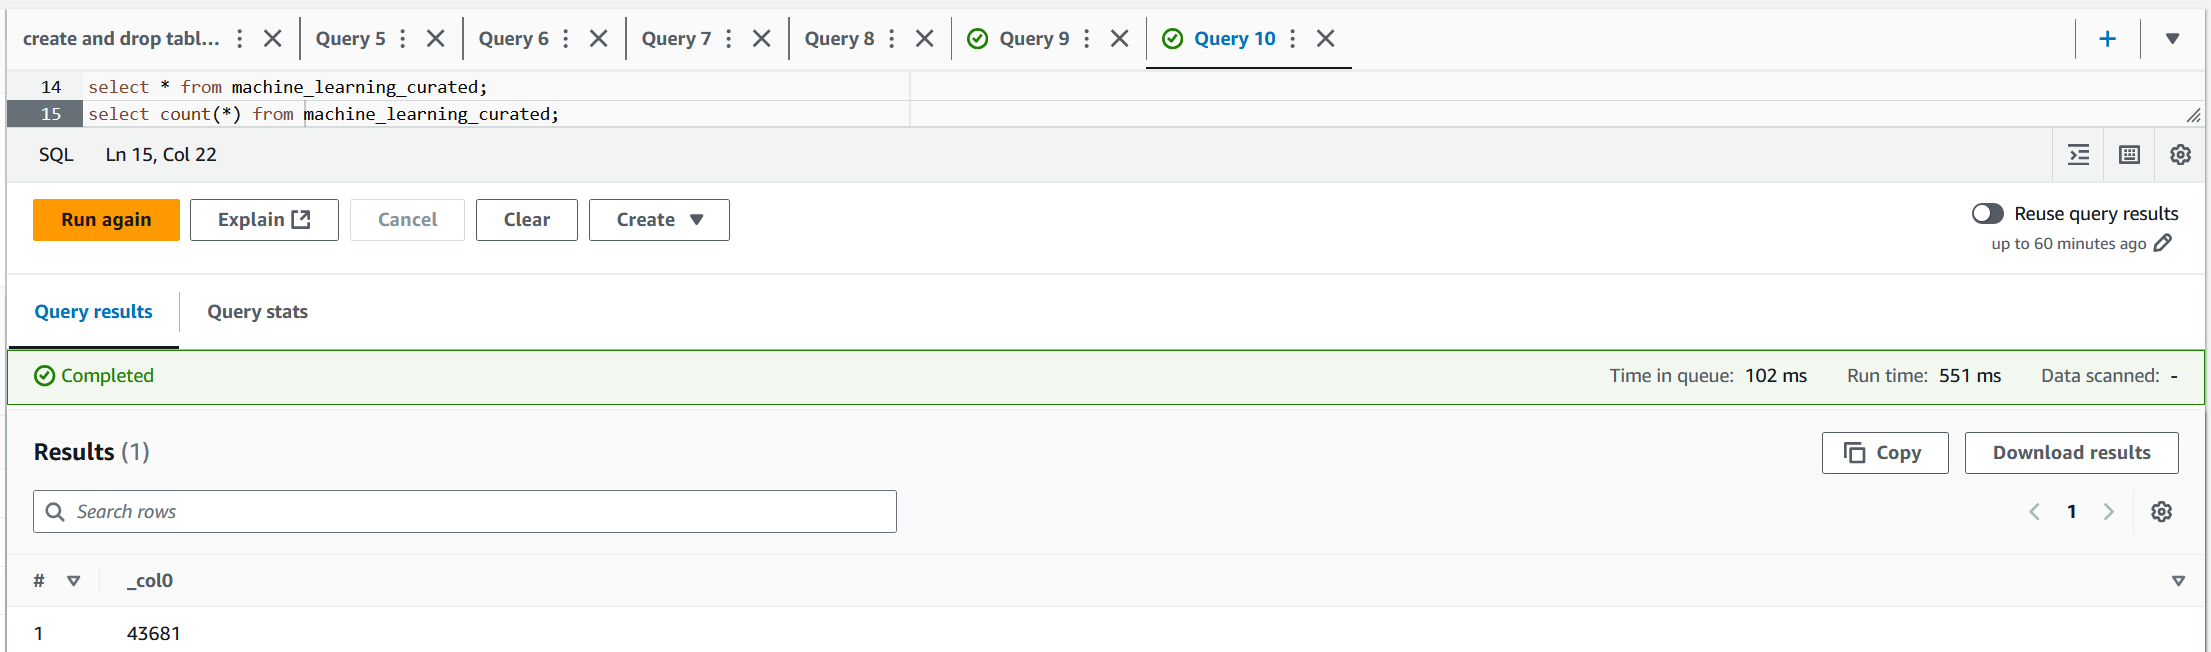 create and drop tabl... Query 5 Query 6 Query 7 Query 8 Query 9 Query 10
14 select * from machine_learning_curated;
15 select count(*) from machine_learning_curated;
SQL Ln 15, Col 22
Run again Explain Cancel Clear Create Reuse query results
up to 60 minutes ago
Query results Query stats
Completed Time in queue: 102 ms Run time: 551 ms Data scanned: -
Results (1) Copy Download results
Search rows 1
# _col0
1 43681